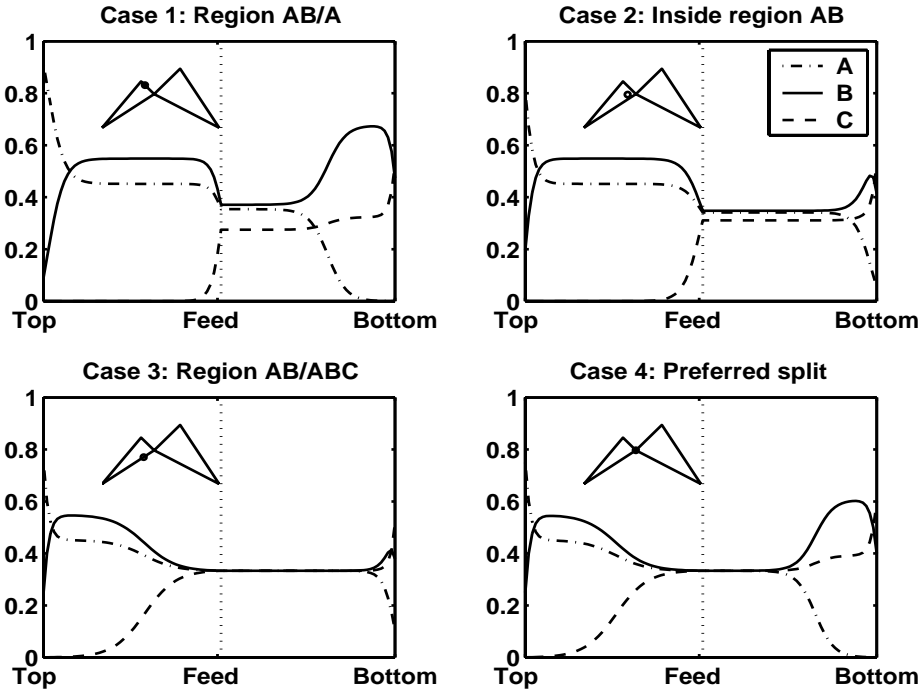 Case 1: Region AB/A
1
0.8
0.6
0.4
0.2
0
Top
Feed
Bottom
Case 2: Inside region AB
1
0.8
0.6
0.4
0.2
0
A
B
C
Top
Feed
Bottom
Case 3: Region AB/ABC
1
0.8
0.6
0.4
0.2
0
Top
Feed
Bottom
Case 4: Preferred split
1
0.8
0.6
0.4
0.2
0
Top
Feed
Bottom